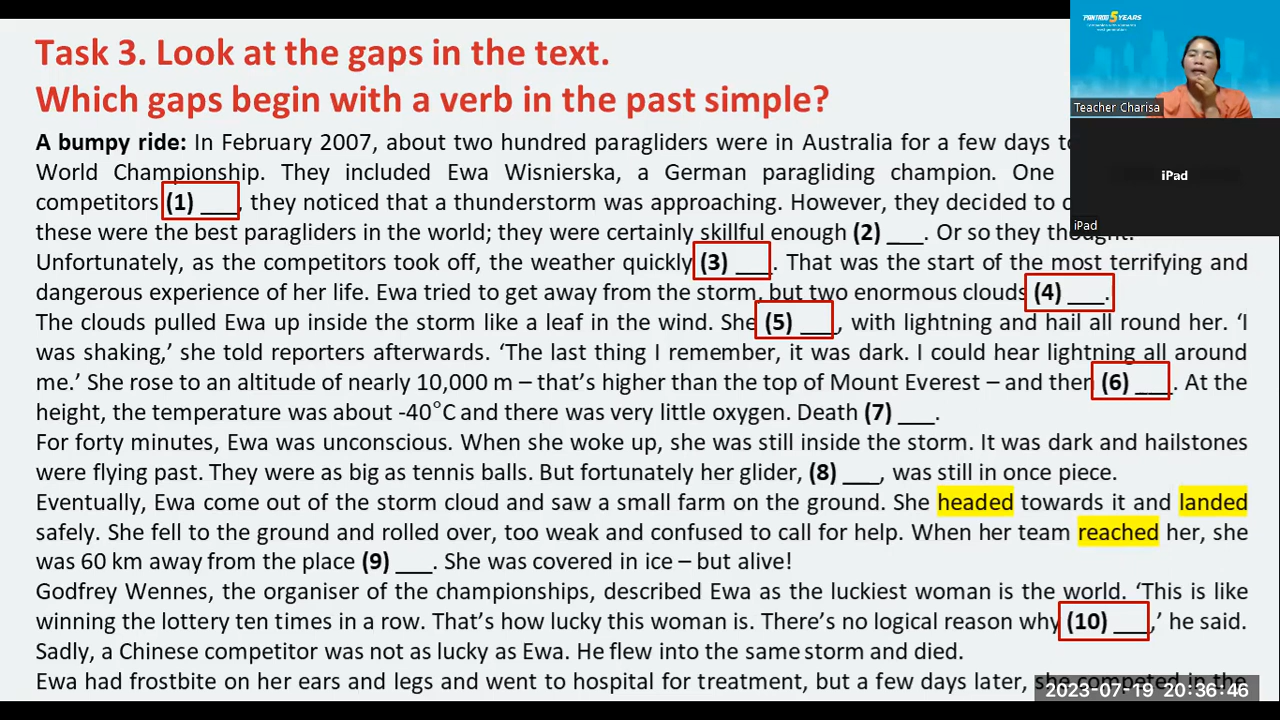 Task 3. Look at the gaps in the text.
Which gaps begin with a verb in the past simple?
A bumpy ride: In February 2007, about two hundred paragliders were in Australia for a few days
World Championship. They included Ewa Wisnierska, a German paragliding champion. One
competitors (1) ___, they noticed that a thunderstorm was approaching. However, they decided to
these were the best paragliders in the world; they were certainly skillful enough (2) ___. Or so they thought.
Unfortunately, as the competitors took off, the weather quickly (3) ___. That was the start of the most terrifying and
dangerous experience of her life. Ewa tried to get away from the storm, but two enormous clouds (4) ___.
The clouds pulled Ewa up inside the storm like a leaf in the wind. She (5) ___, with lightning and hail all round her. ‘I
was shaking,’ she told reporters afterwards. ‘The last thing I remember, it was dark. I could hear lightning all around
me.’ She rose to an altitude of nearly 10,000 m – that’s higher than the top of Mount Everest – and then (6) ___. At the
height, the temperature was about -40°C and there was very little oxygen. Death (7) ___.
For forty minutes, Ewa was unconscious. When she woke up, she was still inside the storm. It was dark and hailstones
were flying past. They were as big as tennis balls. But fortunately her glider, (8) ___, was still in once piece.
Eventually, Ewa come out of the storm cloud and saw a small farm on the ground. She headed towards it and landed
safely. She fell to the ground and rolled over, too weak and confused to call for help. When her team reached her, she
was 60 km away from the place (9) ___. She was covered in ice – but alive!
Godfrey Wennes, the organiser of the championships, described Ewa as the luckiest woman is the world. ‘This is like
winning the lottery ten times in a row. That’s how lucky this woman is. There’s no logical reason why (10) ___,’ he said.
Sadly, a Chinese competitor was not as lucky as Ewa. He flew into the same storm and died.
Ewa had frostbite on her ears and legs and went to hospital for treatment, but a few days later, she competed in the
5 YEARS
Teacher Charisa
iPad
iPad
2023-07-19 20:36:46